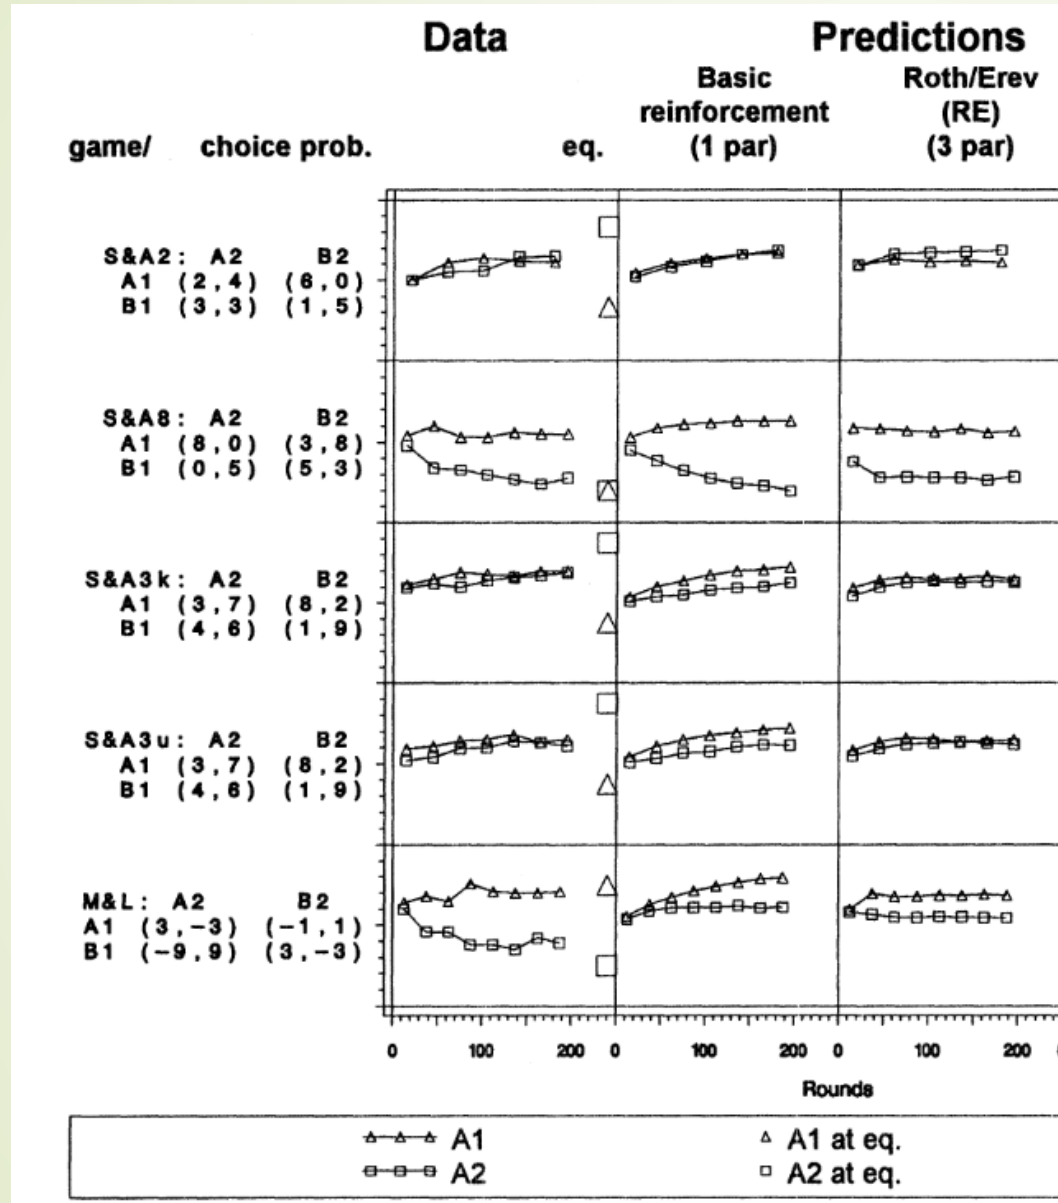 Data Predictions
Basic reinforcement (1 par)
Roth/Erev (RE) (3 par)
game/ choice prob. eq.
S&A2: A2 B2
A1 (2,4) (6,0)
B1 (3,3) (1,5)
S&A8: A2 B2
A1 (8,0) (3,8)
B1 (0,5) (5,3)
S&A3k: A2 B2
A1 (3,7) (8,2)
B1 (4,6) (1,9)
S&A3u: A2 B2
A1 (3,7) (8,2)
B1 (4,6) (1,9)
M&L: A2 B2
A1 (3,-3) (-1,1)
B1 (-9,9) (3,-3)
0 100 200 0 100 200 0 100 200
Rounds
A1 A1 at eq.
A2 A2 at eq.